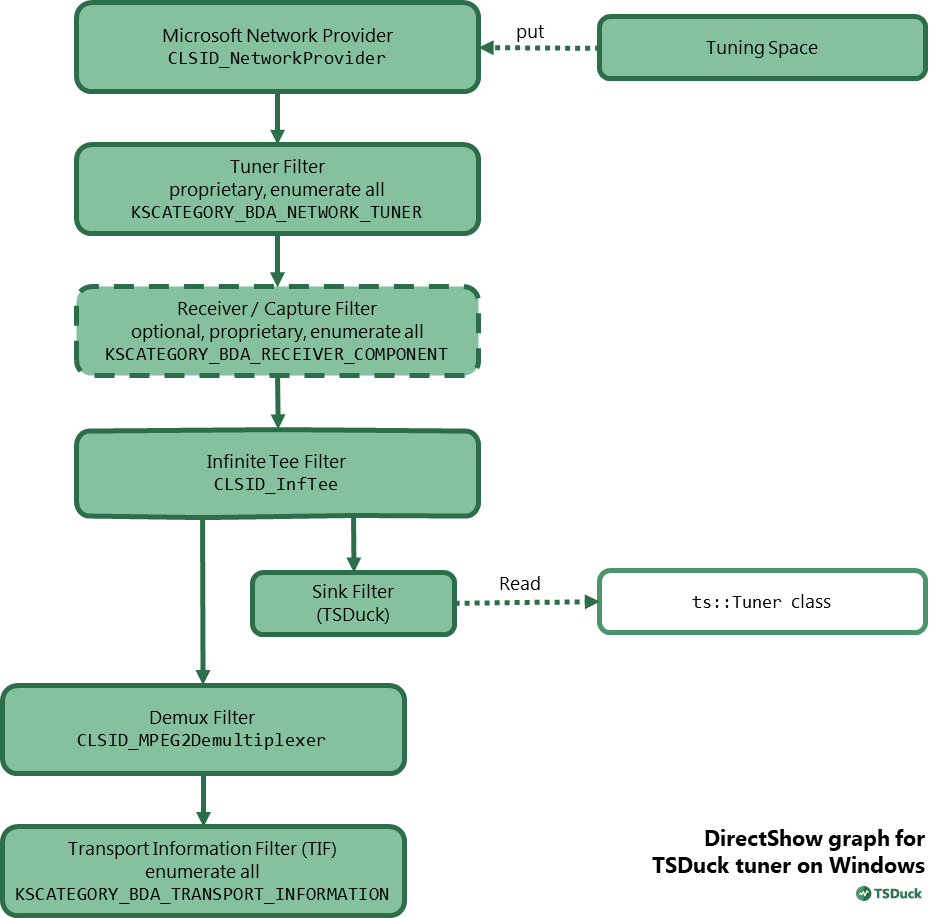 Microsoft Network Provider
CLSID_NetworkProvider
put
Tuning Space
Tuner Filter
proprietary, enumerate all
KSCATEGORY_BDA_NETWORK_TUNER
Receiver / Capture Filter
optional, proprietary, enumerate all
KSCATEGORY_BDA_RECEIVER_COMPONENT
Infinite Tee Filter
CLSID_InfTee
Sink Filter
(TSDuck)
Read
ts::Tuner class
Demux Filter
CLSID_MPEG2Demultiplexer
Transport Information Filter (TIF)
enumerate all
KSCATEGORY_BDA_TRANSPORT_INFORMATION
DirectShow graph for
TSDuck tuner on Windows
TSDuck